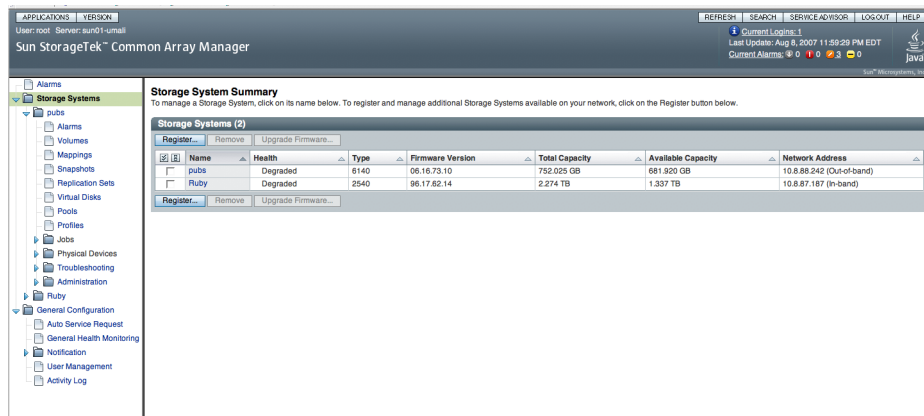 APPLICATIONS VERSION
REFRESH SEARCH SERVICE ADVISOR LOG OUT HELP
User: root Server: sun01-umall
Current Logins: 1
Sun StorageTek™ Common Array Manager
Last Update: Aug 8, 2007 11:59:29 PM EDT
Current Alarms: 0 0 3 0
Java
Sun™ Microsystems, Inc
Alarms
Storage Systems
pubs
Alarms
Volumes
Mappings
Snapshots
Replication Sets
Virtual Disks
Pools
Profiles
Jobs
Physical Devices
Troubleshooting
Administration
Ruby
General Configuration
Auto Service Request
General Health Monitoring
Notification
User Management
Activity Log
Storage System Summary
To manage a Storage System, click on its name below. To register and manage additional Storage Systems available on your network, click on the Register button below.
Storage Systems (2)
Register... Remove Upgrade Firmware...
Name Health Type Firmware Version Total Capacity Available Capacity Network Address
pubs Degraded 6140 06.16.73.10 752.025 GB 681.920 GB 10.8.88.242 (Out-of-band)
Ruby Degraded 2540 96.17.62.14 2.274 TB 1.337 TB 10.8.87.187 (In-band)
Register... Remove Upgrade Firmware...